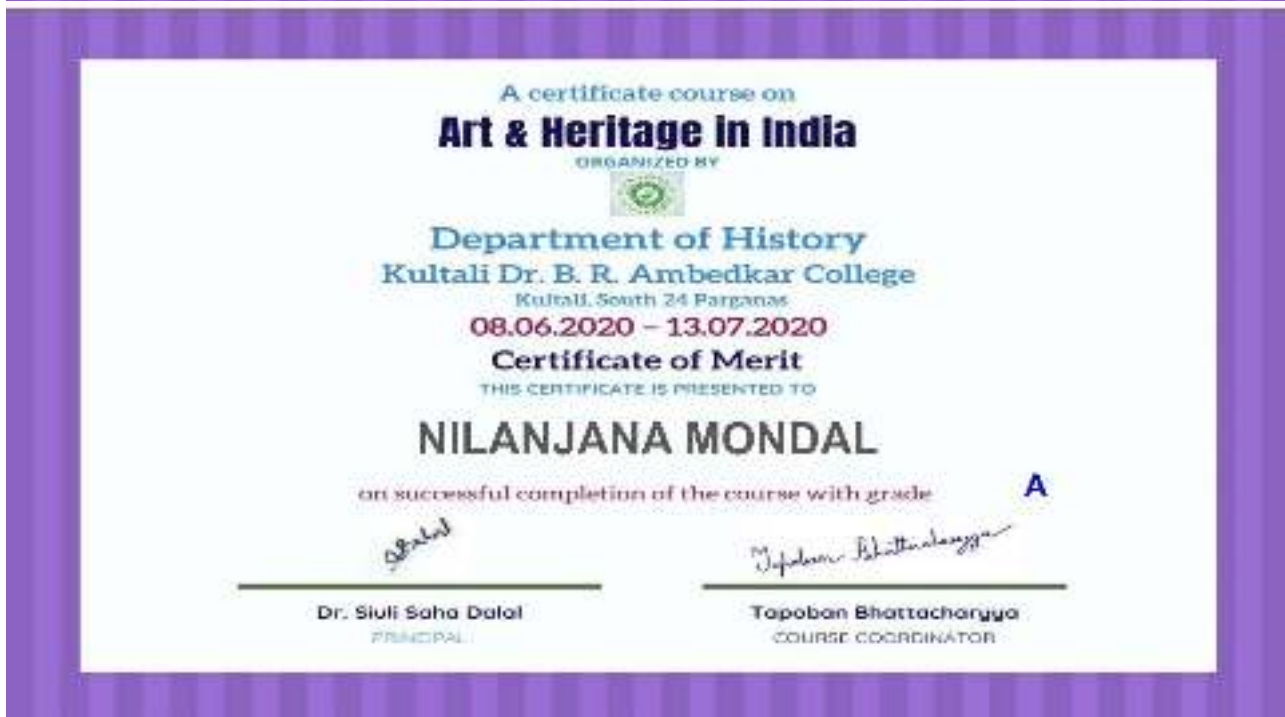 A certificate course on
Art & Heritage in India
ORGANIZED BY
Department of History
Kultali Dr. B. R. Ambedkar College
Kultali, South 24 Parganas
08.06.2020 – 13.07.2020
Certificate of Merit
THIS CERTIFICATE IS PRESENTED TO
NILANJANA MONDAL
on successful completion of the course with grade A
Tapoban Bhattacharyya
Dr. Siuli Saha Dalal Tapoban Bhattacharyya
PRINCIPAL COURSE COORDINATOR